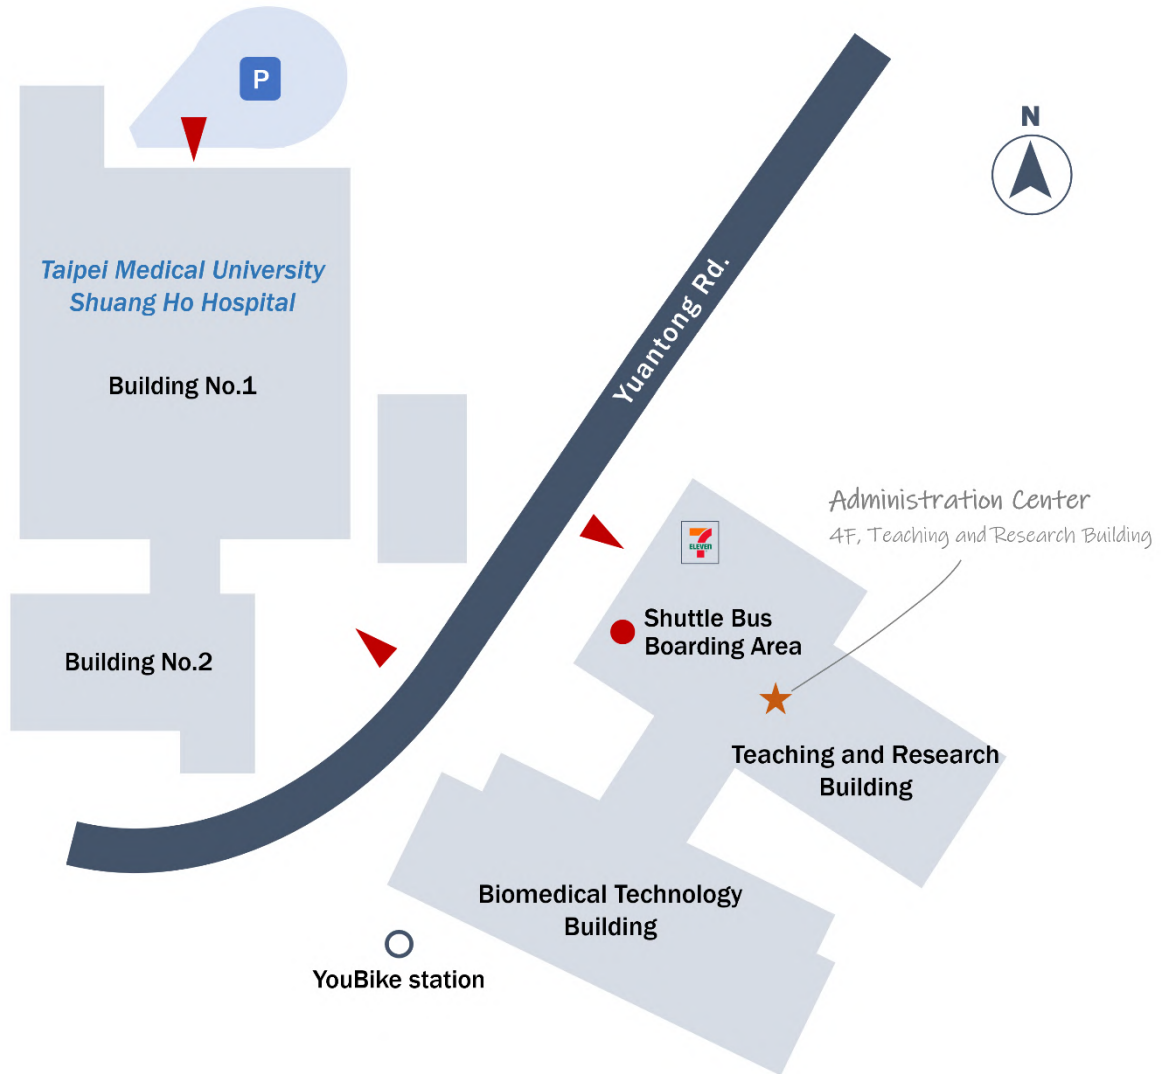 P
N
Taipei Medical University
Shuang Ho Hospital
Yuantong Rd.
Building No.1
Administration Center
4F, Teaching and Research Building
7
ELEVEN
Shuttle Bus
Boarding Area
Building No.2
Teaching and Research
Building
Biomedical Technology
Building
YouBike station